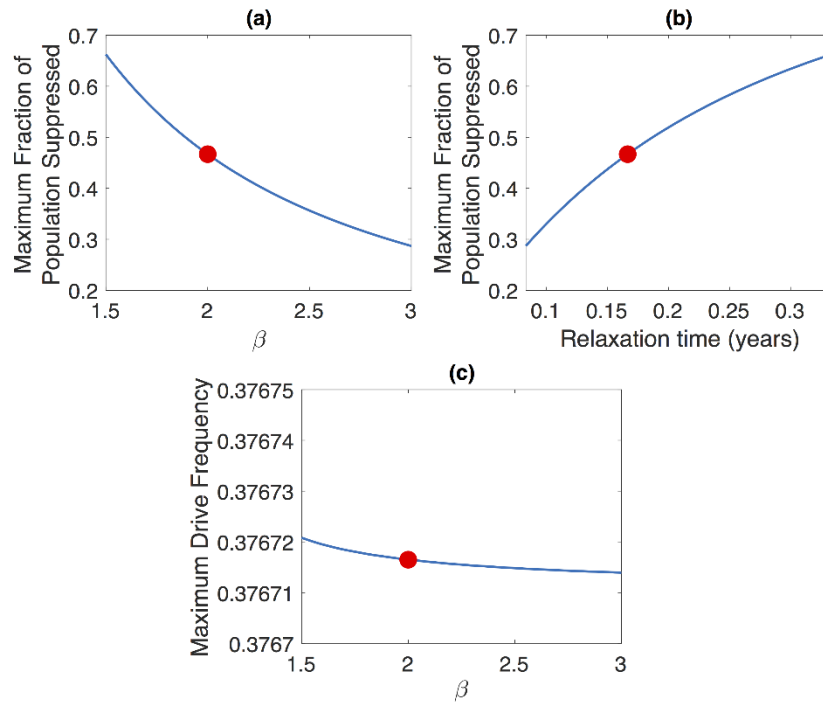 (a)
Maximum Fraction of
Population Suppressed
0.7
0.6
0.5
0.4
0.3
0.2
1.5
2
2.5
3
β
(b)
Maximum Fraction of
Population Suppressed
0.7
0.6
0.5
0.4
0.3
0.2
0.1
0.15
0.2
0.25
0.3
Relaxation time (years)
(c)
Maximum Drive Frequency
0.37675
0.37674
0.37673
0.37672
0.37671
0.3767
1.5
2
2.5
3
β